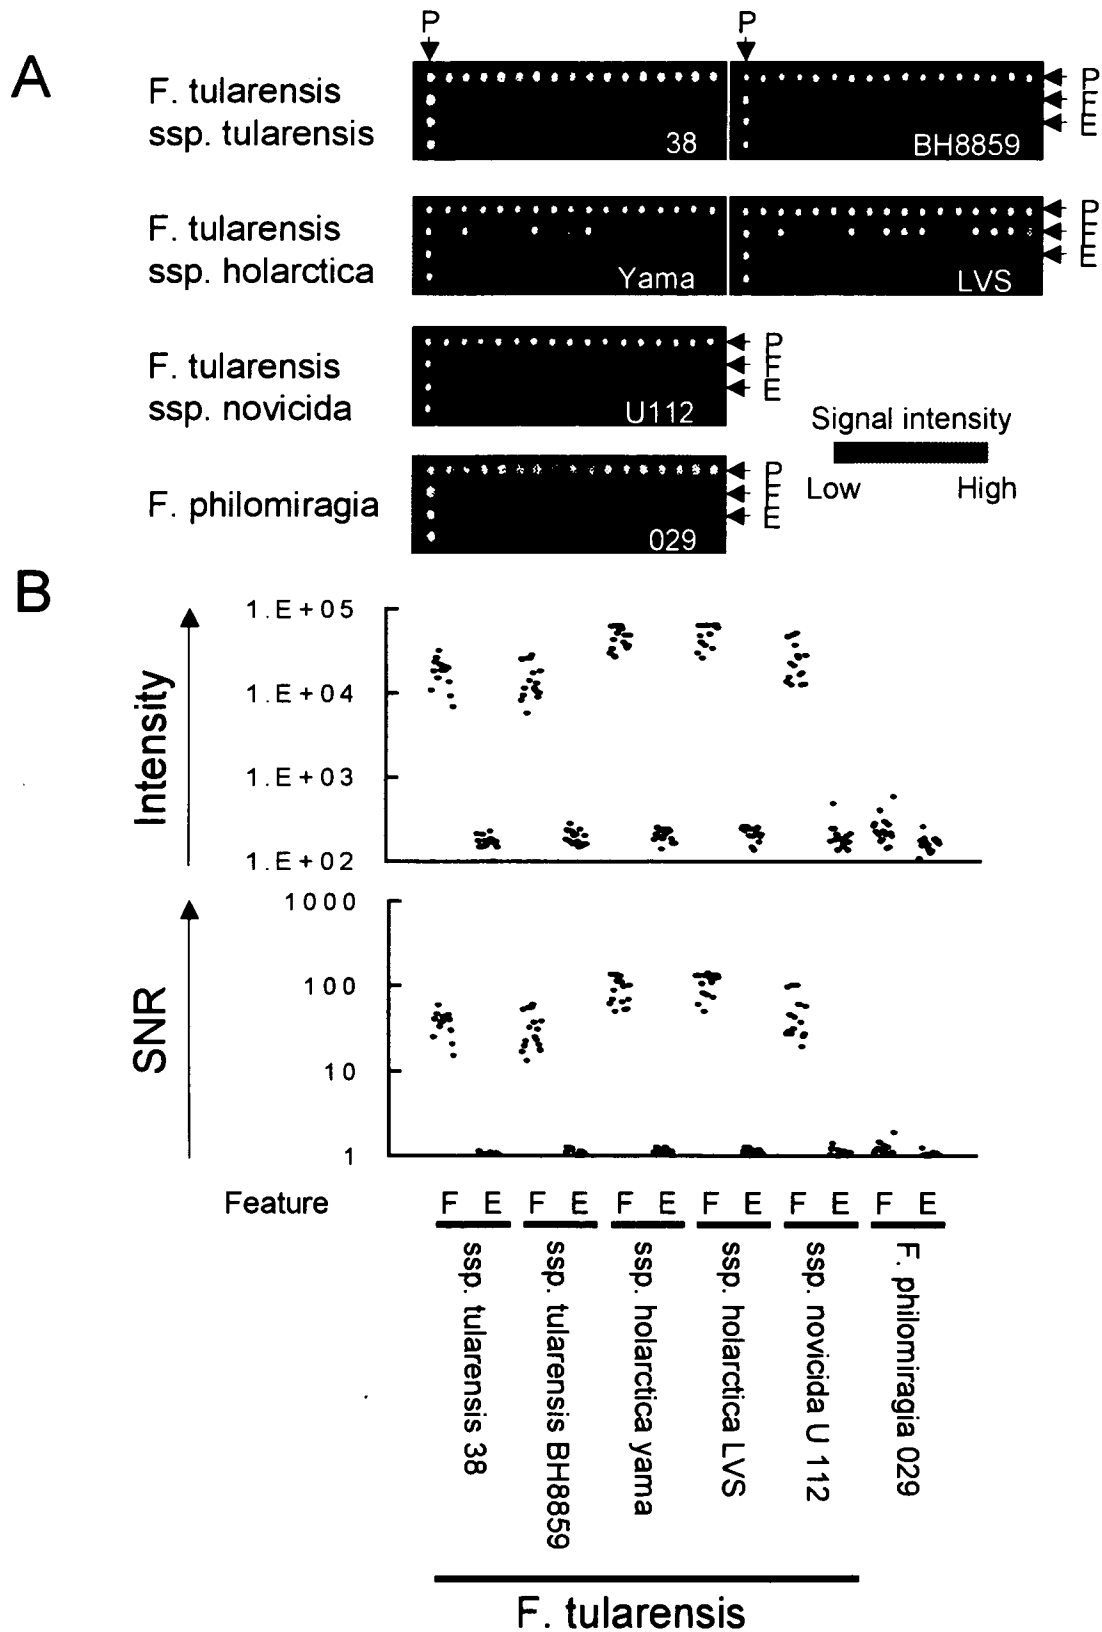 P P
A
F. tularensis
ssp. tularensis
38
BH8859
P
E
E
F. tularensis
ssp. holarctica
Yama
LVS
P
F
E
F. tularensis
ssp. novicida
U112
P
F
E
Signal intensity
Low High
F. philomiragia
029
P
F
E
B
Intensity
1.E+05
1.E+04
1.E+03
1.E+02
SNR
1000
100
10
1
Feature F E F E F E F E F E F E
ssp. tularensis 38
ssp. tularensis BH8859
ssp. holarctica yama
ssp. holarctica LVS
ssp. novicida U 112
F. philomiragia 029
F. tularensis